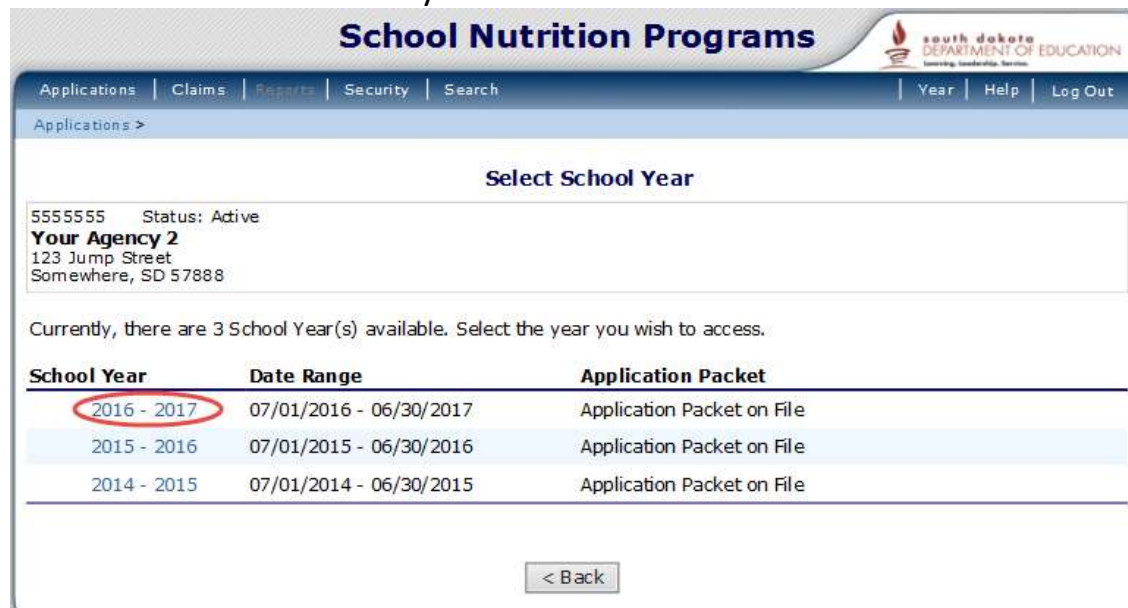 School Nutrition Programs
south dakota
DEPARTMENT OF EDUCATION
Learning. Leadership. Service.
Applications | Claims | Reports | Security | Search | Year | Help | Log Out
Applications >
Select School Year
5555555 Status: Active
Your Agency 2
123 Jump Street
Somewhere, SD 57888
Currently, there are 3 School Year(s) available. Select the year you wish to access.
School Year Date Range Application Packet
2016 - 2017 07/01/2016 - 06/30/2017 Application Packet on File
2015 - 2016 07/01/2015 - 06/30/2016 Application Packet on File
2014 - 2015 07/01/2014 - 06/30/2015 Application Packet on File
< Back